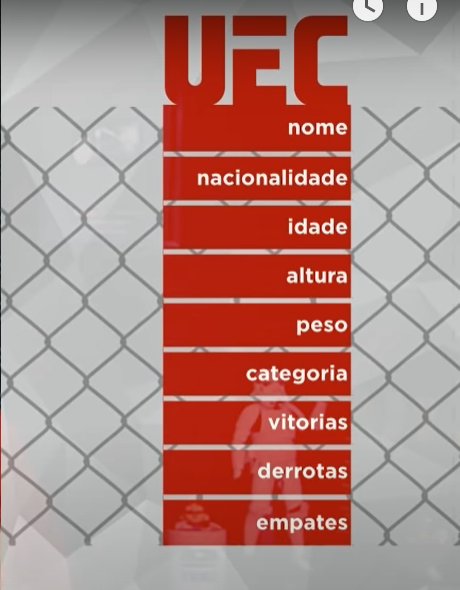 UFC
nome
nacionalidade
idade
altura
peso
categoria
vitorias
derrotas
empates